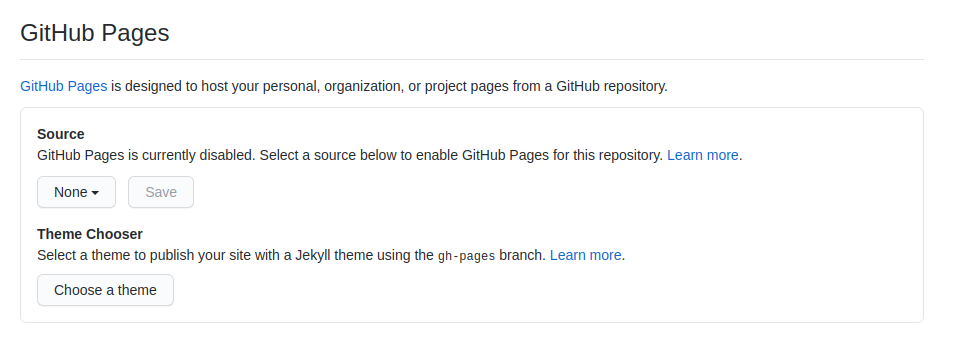 GitHub Pages
GitHub Pages is designed to host your personal, organization, or project pages from a GitHub repository.
Source
GitHub Pages is currently disabled. Select a source below to enable GitHub Pages for this repository. Learn more.
None Save
Theme Chooser
Select a theme to publish your site with a Jekyll theme using the gh-pages branch. Learn more.
Choose a theme